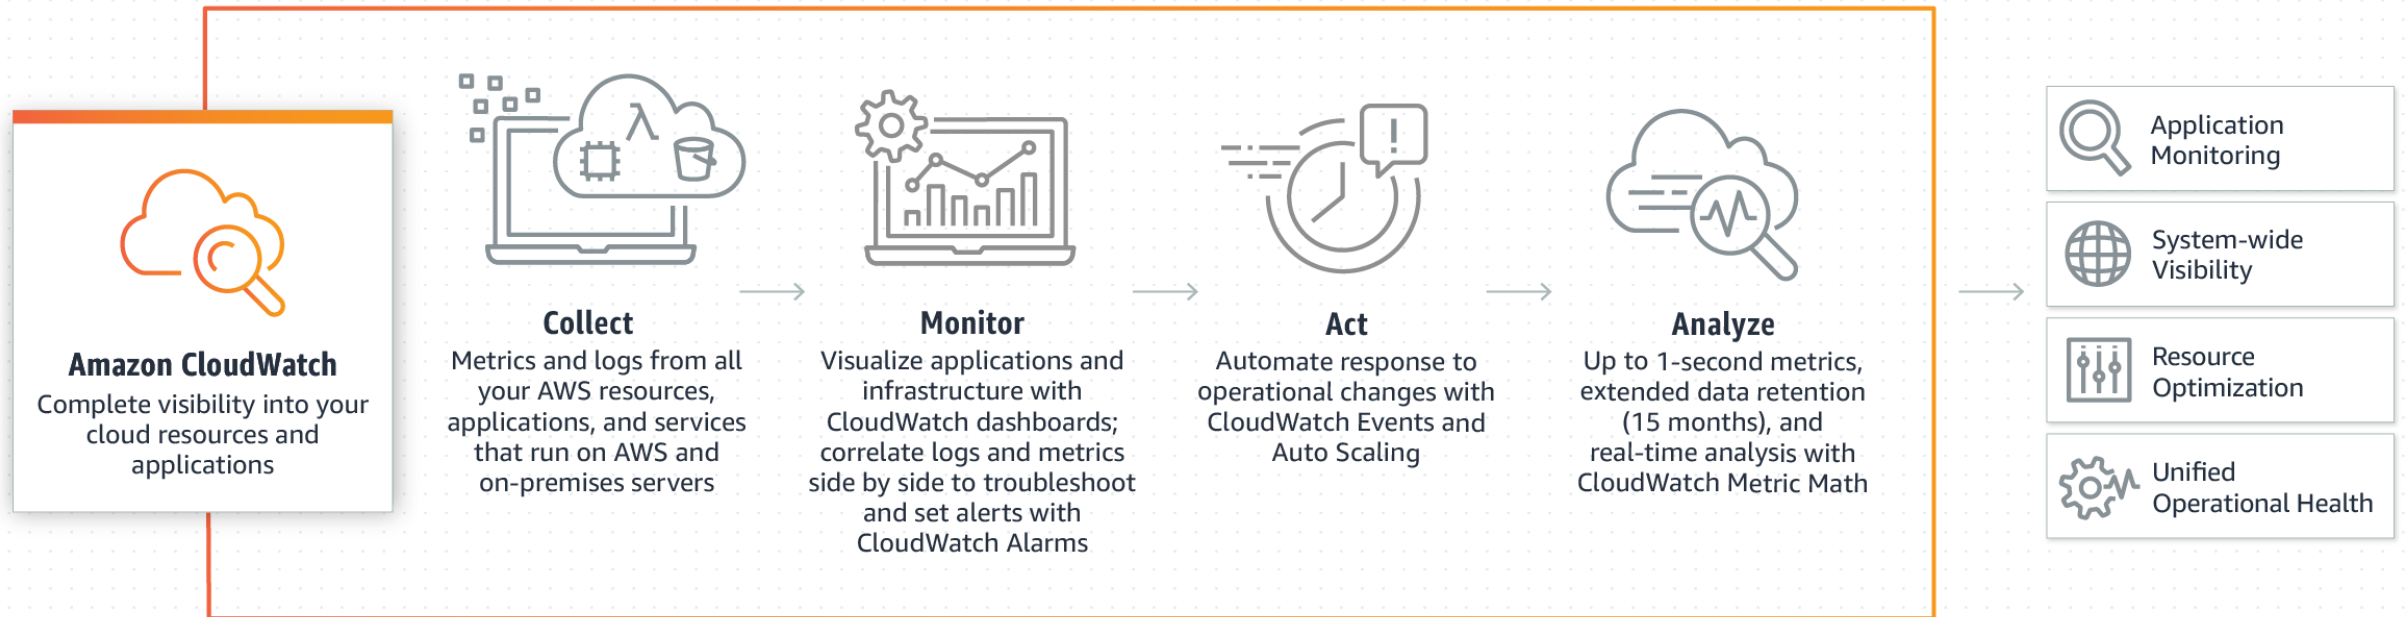 Amazon CloudWatch
Complete visibility into your
cloud resources and
applications
Collect
Metrics and logs from all
your AWS resources,
applications, and services
that run on AWS and
on-premises servers
Monitor
Visualize applications and
infrastructure with
CloudWatch dashboards;
correlate logs and metrics
side by side to troubleshoot
and set alerts with
CloudWatch Alarms
Act
Automate response to
operational changes with
CloudWatch Events and
Auto Scaling
Analyze
Up to 1-second metrics,
extended data retention
(15 months), and
real-time analysis with
CloudWatch Metric Math
Application
Monitoring
System-wide
Visibility
Resource
Optimization
Unified
Operational Health